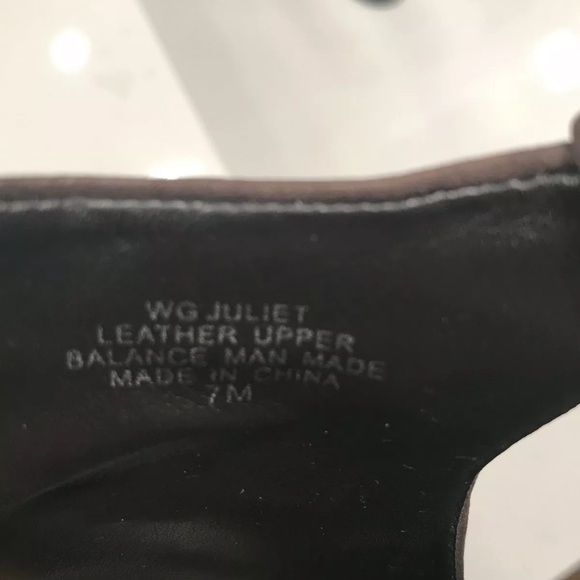 WG JULIET
LEATHER UPPER
BALANCE MAN MADE
MADE IN CHINA
7M